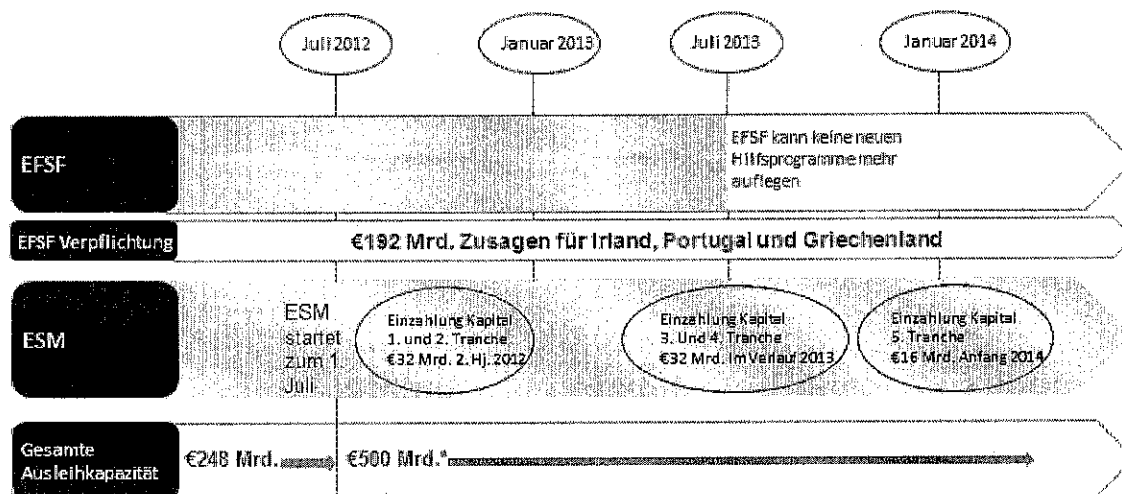 Juli 2012
Januar 2013
Juli 2013
Januar 2014
EFSF
EFSF kann keine neuen
Hilfsprogramme mehr
auflegen
EFSF Verpflichtung
€192 Mrd. Zusagen für Irland, Portugal und Griechenland
ESM
ESM
startet
zum 1.
Juli
Einzahlung Kapital
1. und 2. Tranche
€32 Mrd. 2. Hj. 2012
Einzahlung Kapital
3. Und 4. Tranche
€32 Mrd. Im Verlauf 2013
Einzahlung Kapital
5. Tranche
€16 Mrd. Anfang 2014
Gesamte
Ausleihkapazität
€248 Mrd.
€500 Mrd.*